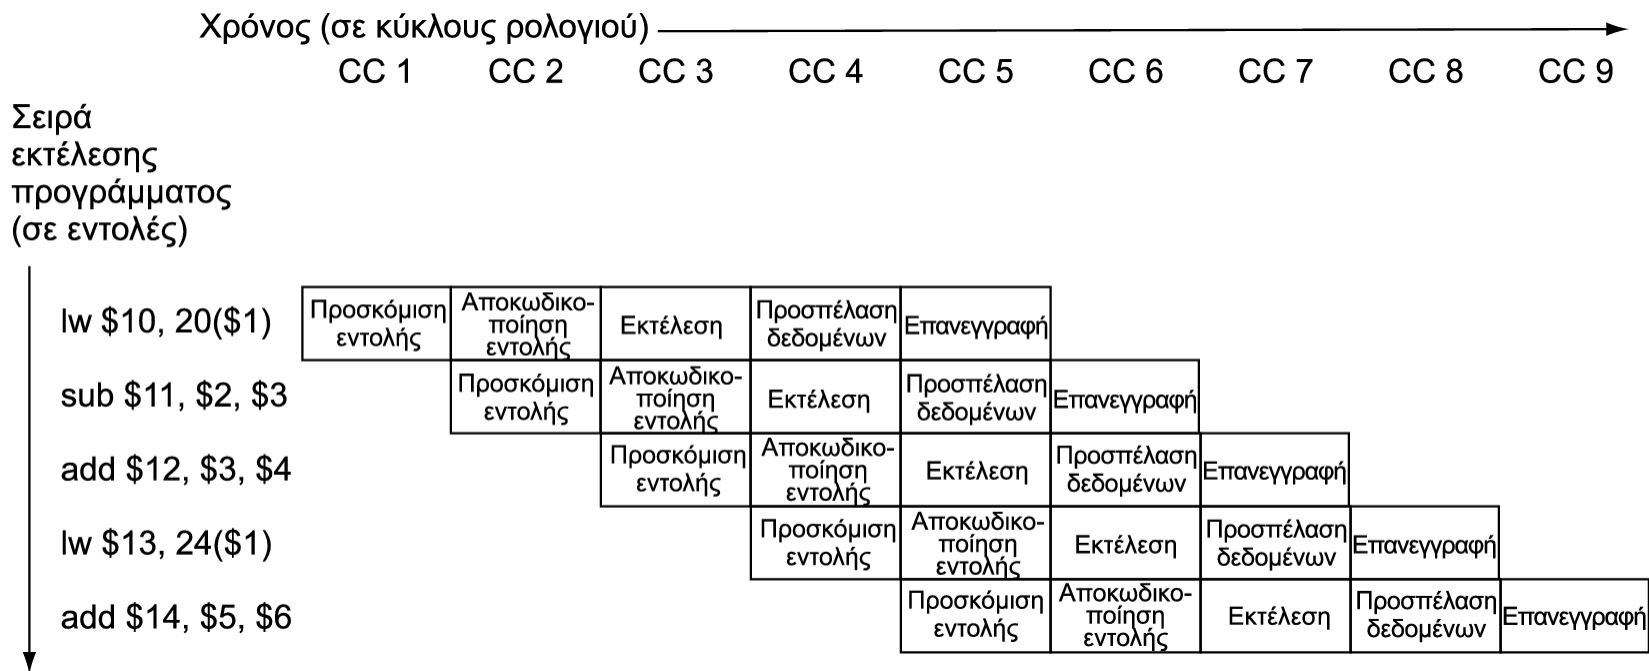 Χρόνος (σε κύκλους ρολογιού)
CC 1 CC 2 CC 3 CC 4 CC 5 CC 6 CC 7 CC 8 CC 9
Σειρά
εκτέλεσης
προγράμματος
(σε εντολές)
lw $10, 20($1)
Προσκόμιση
εντολής
Αποκωδικο-
ποίηση
εντολής
Εκτέλεση
Προσπέλαση
δεδομένων
Επανεγγραφή
sub $11, $2, $3
Προσκόμιση
εντολής
Αποκωδικο-
ποίηση
εντολής
Εκτέλεση
Προσπέλαση
δεδομένων
Επανεγγραφή
add $12, $3, $4
Προσκόμιση
εντολής
Αποκωδικο-
ποίηση
εντολής
Εκτέλεση
Προσπέλαση
δεδομένων
Επανεγγραφή
lw $13, 24($1)
Προσκόμιση
εντολής
Αποκωδικο-
ποίηση
εντολής
Εκτέλεση
Προσπέλαση
δεδομένων
Επανεγγραφή
add $14, $5, $6
Προσκόμιση
εντολής
Αποκωδικο-
ποίηση
εντολής
Εκτέλεση
Προσπέλαση
δεδομένων
Επανεγγραφή